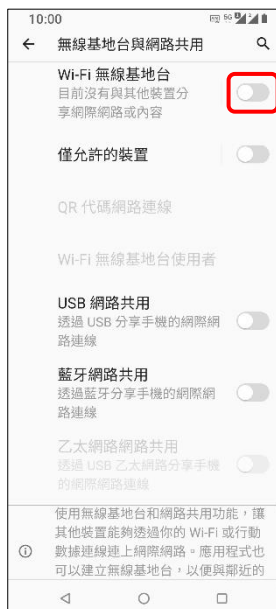 10:00
5G
無線基地台與網路共用
Wi-Fi 無線基地台
目前沒有與其他裝置分
享網際網路或內容
僅允許的裝置
QR 代碼網路連線
Wi-Fi 無線基地台使用者
USB 網路共用
透過 USB 分享手機的網際網
路連線
藍牙網路共用
透過藍牙分享手機的網際網
路連線
乙太網路網路共用
透過 USB 乙太網路分享手機
的網際網路連線
使用無線基地台和網路共用功能，讓
其他裝置能夠透過你的 Wi-Fi 或行動
數據連線連上網際網路。應用程式也
可以建立無線基地台，以便與鄰近的